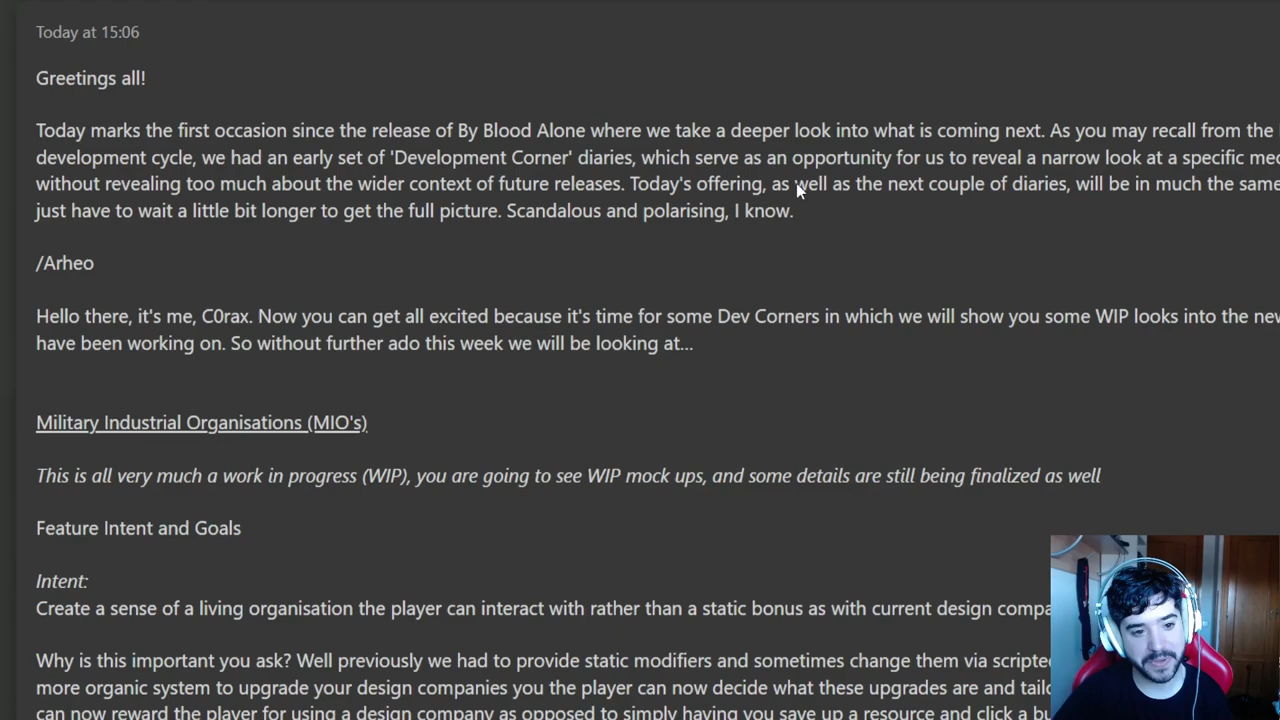 Today at 15:06
Greetings all!
Today marks the first occasion since the release of By Blood Alone where we take a deeper look into what is coming next. As you may recall from the
development cycle, we had an early set of 'Development Corner' diaries, which serve as an opportunity for us to reveal a narrow look at a specific
without revealing too much about the wider context of future releases. Today's offering, as well as the next couple of diaries, will be in much the same
just have to wait a little bit longer to get the full picture. Scandalous and polarising, I know.
/Arheo
Hello there, it's me, C0rax. Now you can get all excited because it's time for some Dev Corners in which we will show you some WIP looks into the
have been working on. So without further ado this week we will be looking at...
Military Industrial Organisations (MIO's)
This is all very much a work in progress (WIP), you are going to see WIP mock ups, and some details are still being finalized as well
Feature Intent and Goals
Intent:
Create a sense of a living organisation the player can interact with rather than a static bonus as with current design
Why is this important you ask? Well previously we had to provide static modifiers and sometimes change them via
more organic system to upgrade your design companies you the player can now decide what these upgrades are and
can now reward the player for using a design company as opposed to simply having you save up a resource and click a